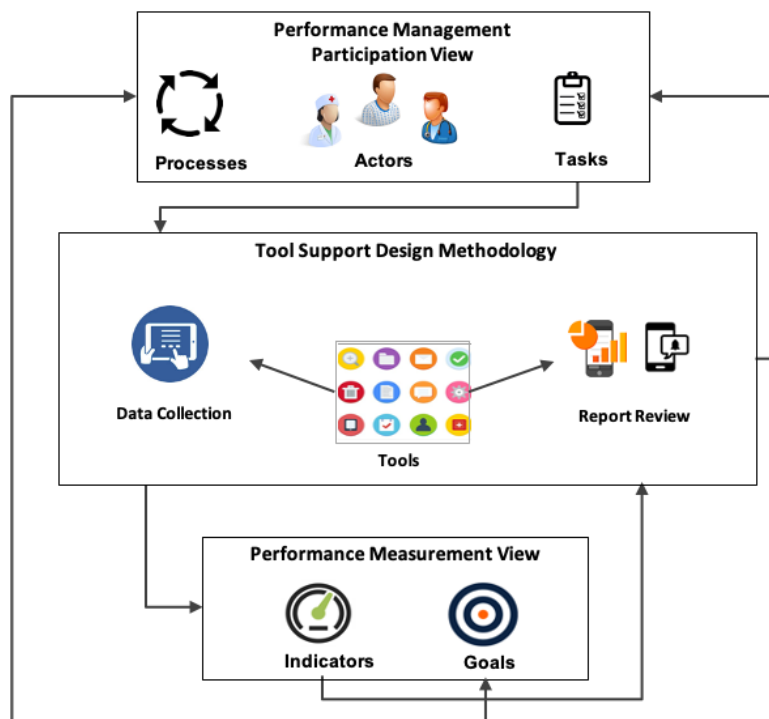 Performance Management
Participation View
Processes
Actors
Tasks
Tool Support Design Methodology
Data Collection
Tools
Report Review
Performance Measurement View
Indicators
Goals